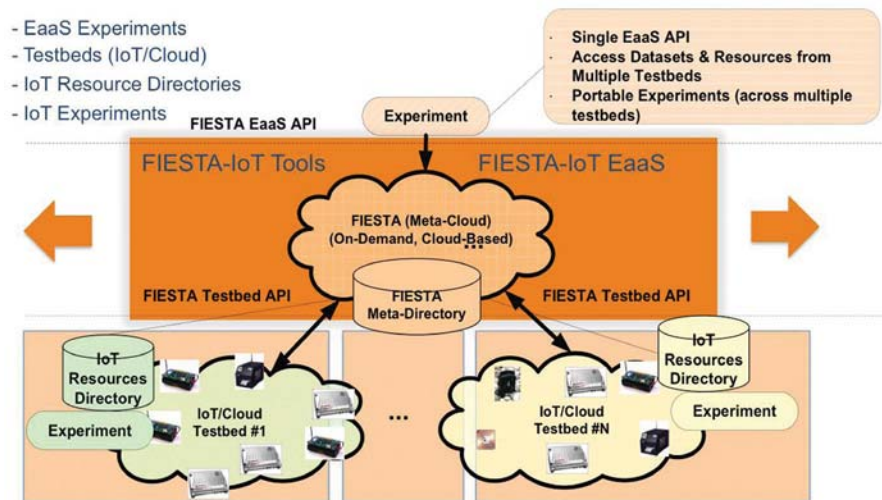 - EaaS Experiments
- Testbeds (IoT/Cloud)
- IoT Resource Directories
- IoT Experiments
· Single EaaS API
· Access Datasets & Resources from
Multiple Testbeds
· Portable Experiments (across multiple
testbeds)
Experiment
FIESTA EaaS API
FIESTA-IoT Tools
FIESTA-IoT EaaS
FIESTA (Meta-Cloud)
(On-Demand, Cloud-Based)
...
FIESTA Testbed API
FIESTA
Meta-Directory
FIESTA Testbed API
IoT
Resources
Directory
Experiment
IoT/Cloud
Testbed #1
...
IoT/Cloud
Testbed #N
IoT
Resources
Directory
Experiment